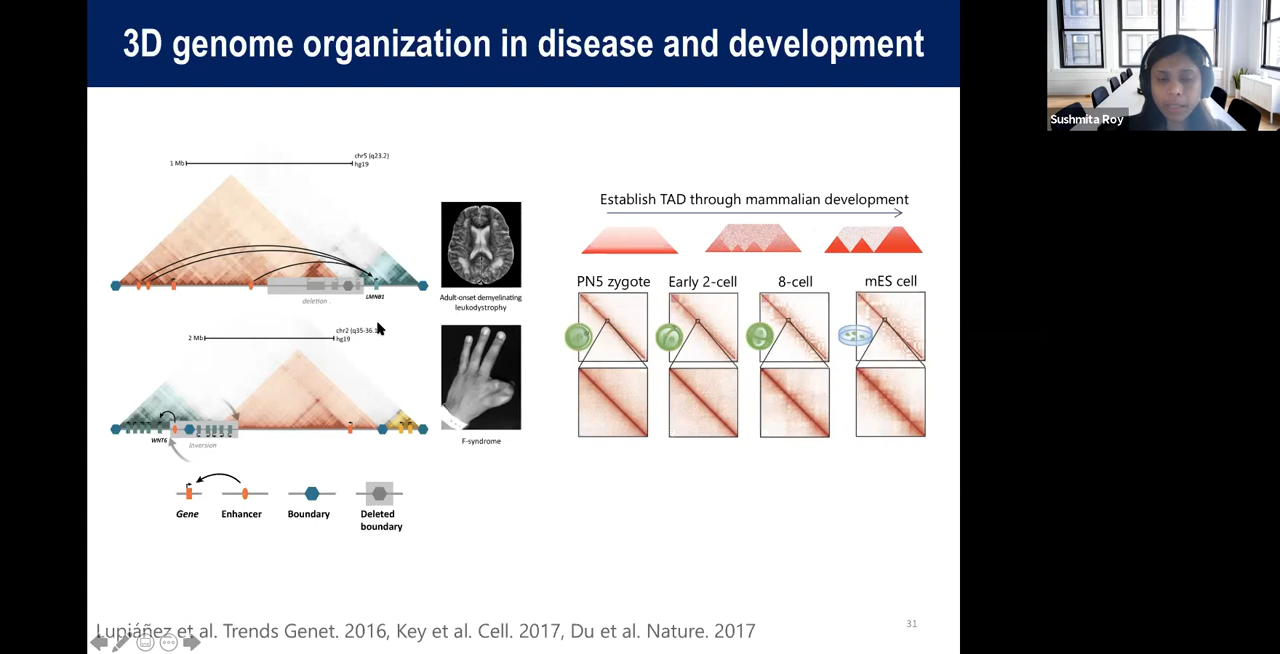 3D genome organization in disease and development
Sushmita Roy
1 Mb
chr5 (q23.2)
hg19
deletion .
LMNB1
Adult-onset demyelinating
leukodystrophy
2 Mb
chr2 (q35-36.1)
hg19
WNT6
Inversion
F-syndrome
Gene
Enhancer
Boundary
Deleted
boundary
Establish TAD through mammalian development
PN5 zygote
Early 2-cell
8-cell
mES cell
Lupiáñez et al. Trends Genet. 2016, Key et al. Cell. 2017, Du et al. Nature. 2017
31